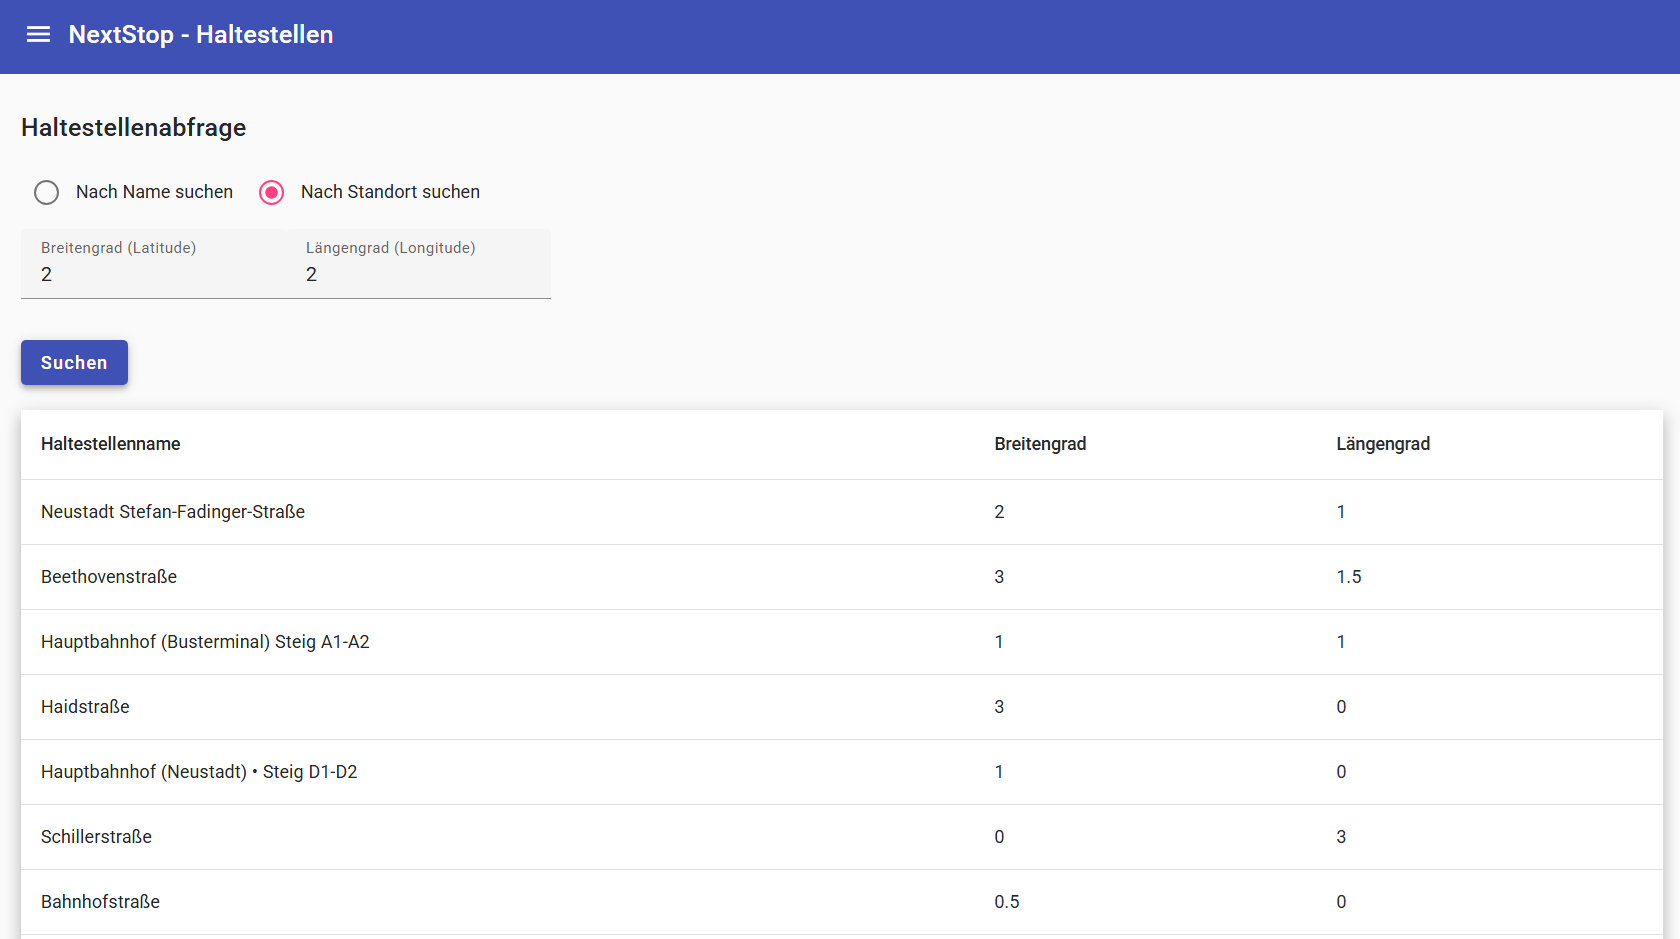 NextStop - Haltestellen
Haltestellenabfrage
Nach Name suchen Nach Standort suchen
Breitengrad (Latitude) Längengrad (Longitude)
2 2
Suchen
Haltestellenname Breitengrad Längengrad
Neustadt Stefan-Fadinger-Straße 2 1
Beethovenstraße 3 1.5
Hauptbahnhof (Busterminal) Steig A1-A2 1 1
Haidstraße 3 0
Hauptbahnhof (Neustadt) • Steig D1-D2 1 0
Schillerstraße 0 3
Bahnhofstraße 0.5 0